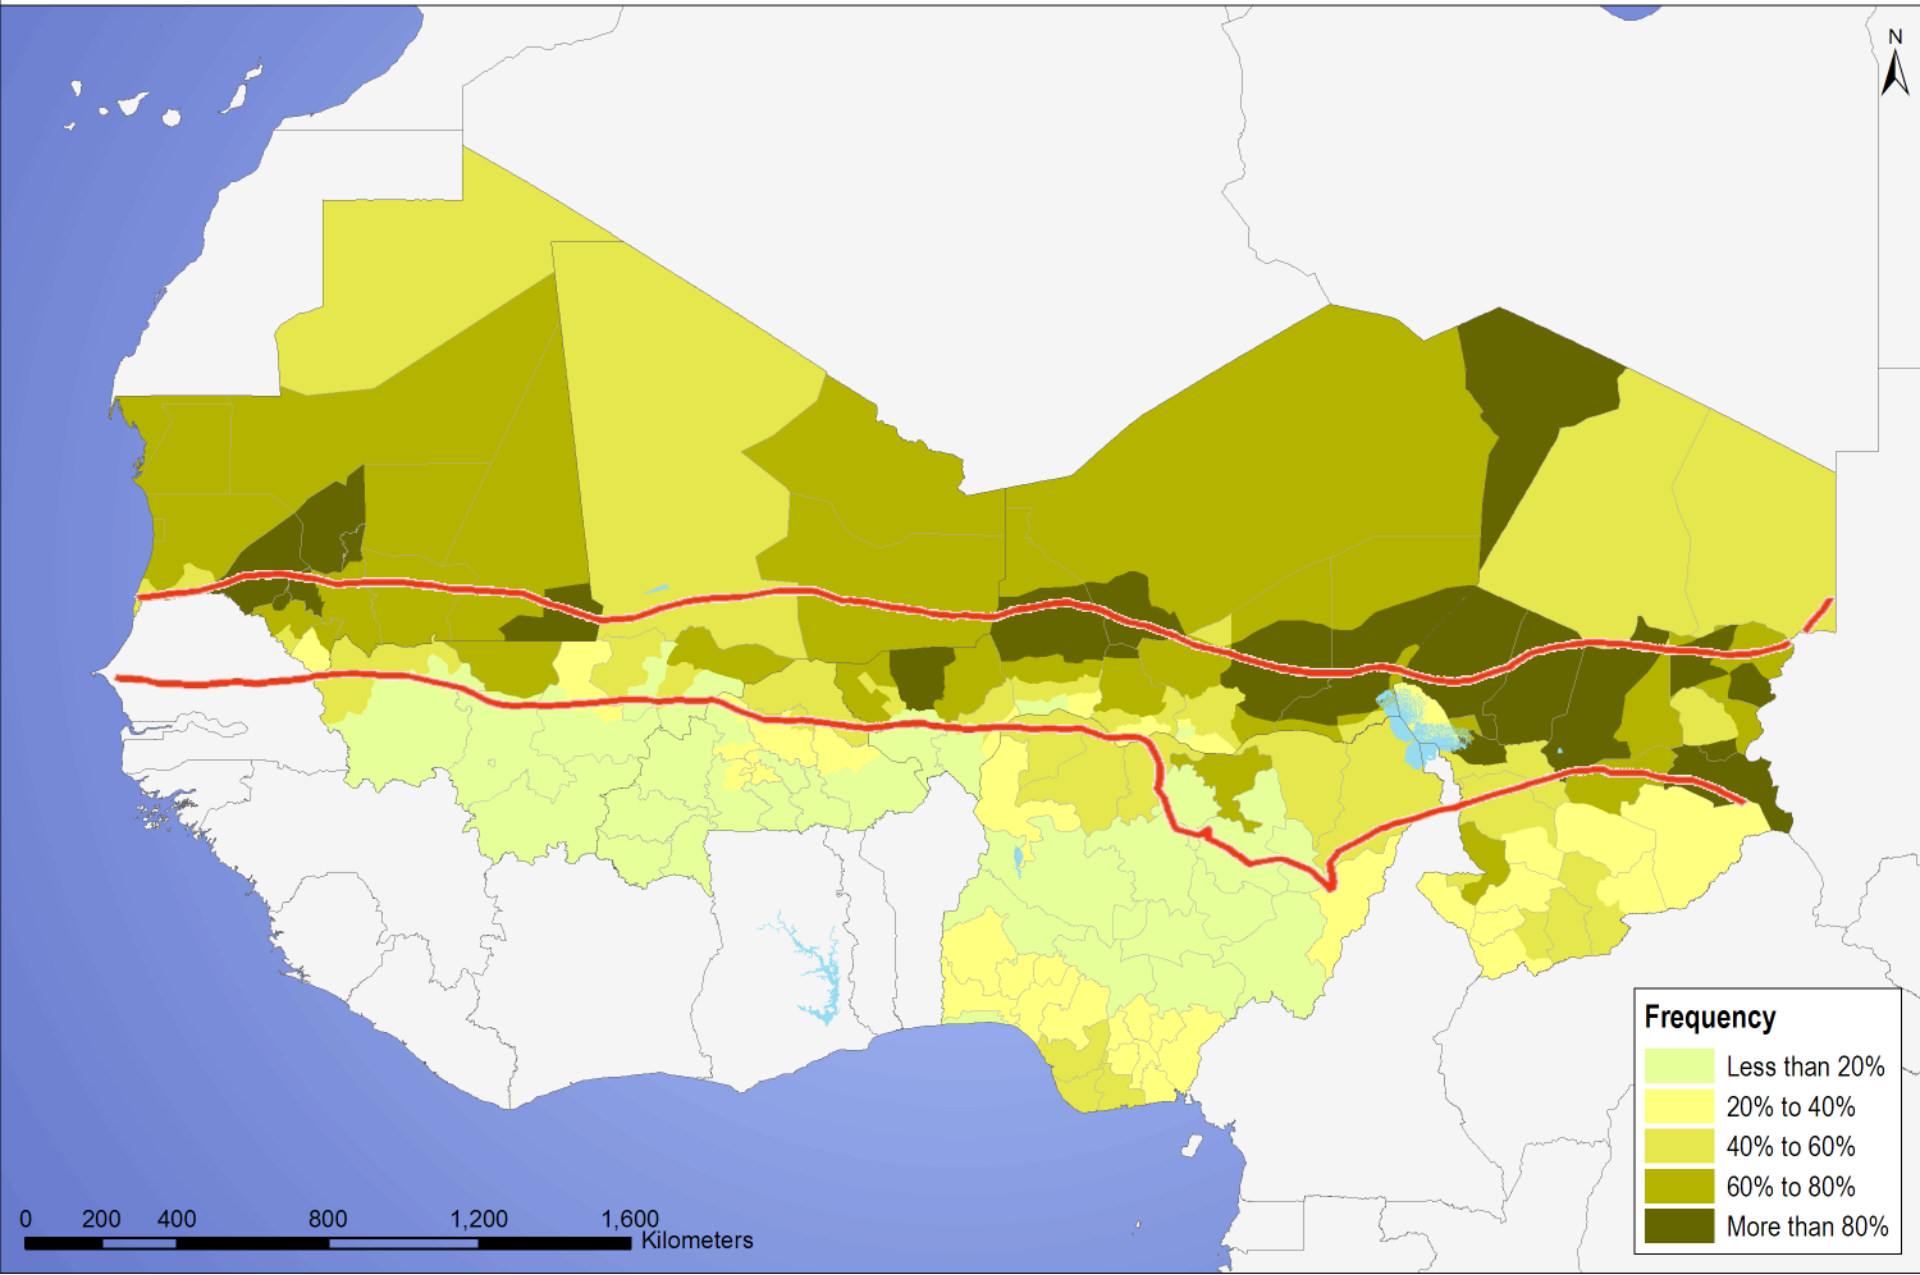 N
Frequency
Less than 20%
20% to 40%
40% to 60%
60% to 80%
More than 80%
0 200 400 800 1,200 1,600
Kilometers